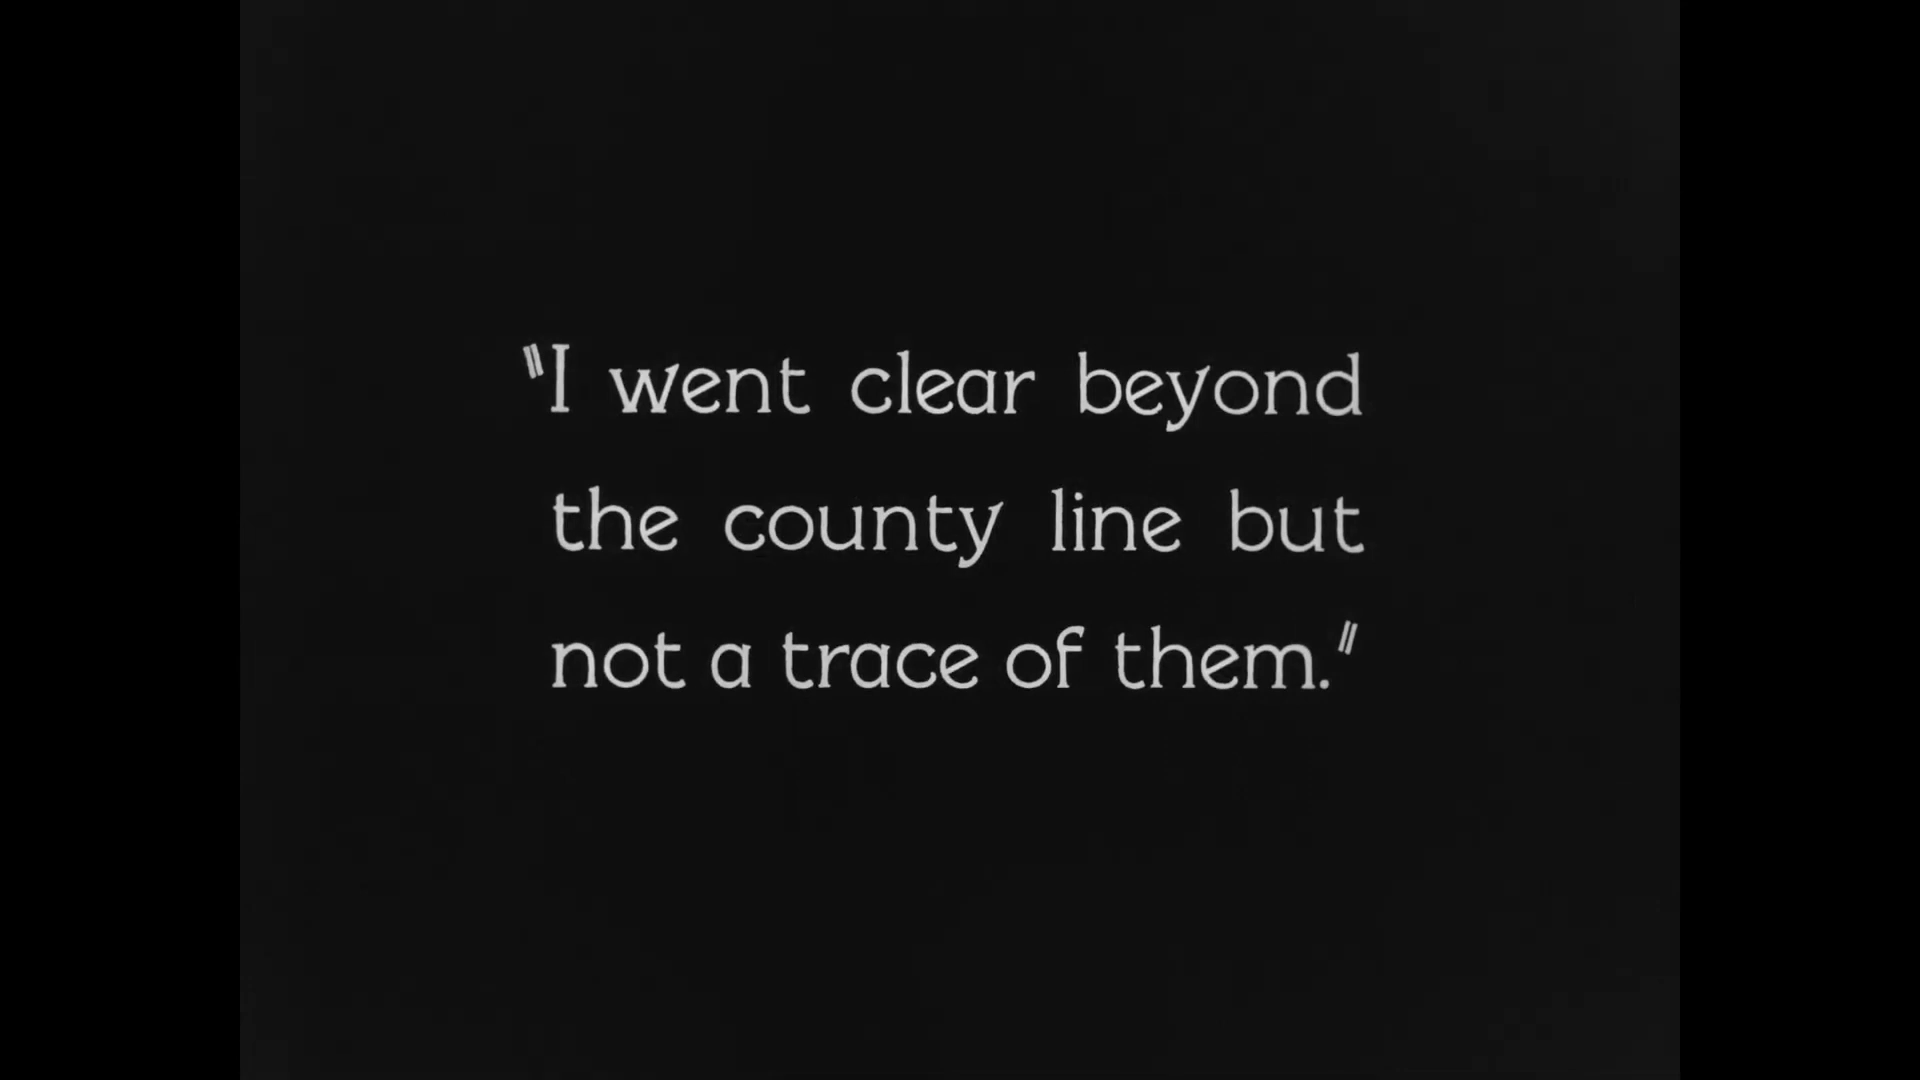 "I went clear beyond
the county line but
not a trace of them."